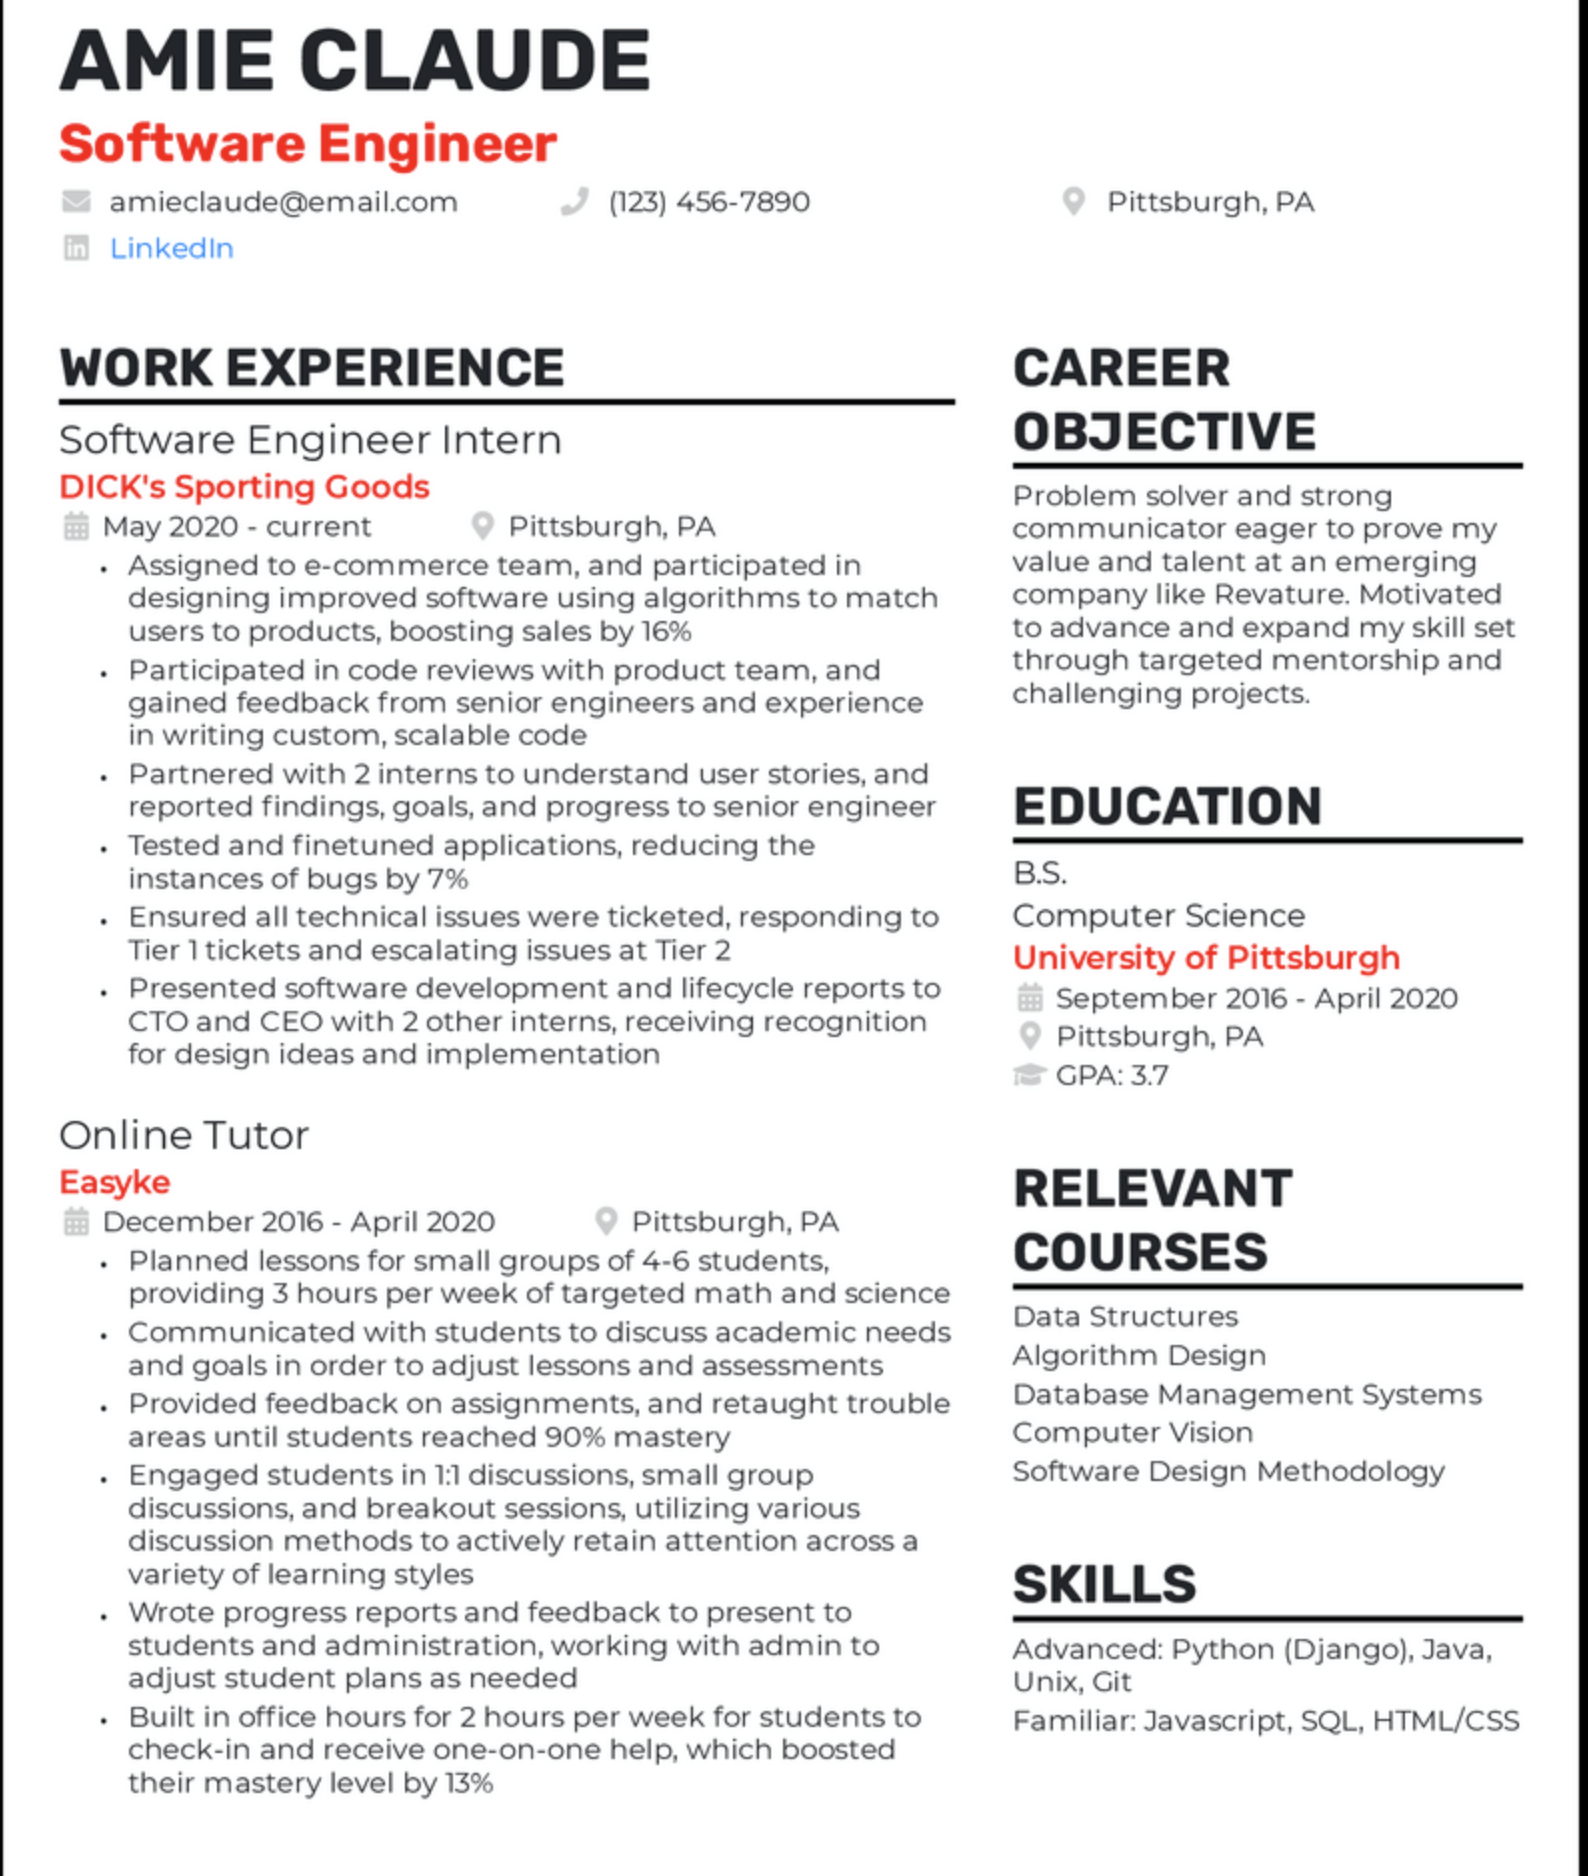 AMIE CLAUDE
Software Engineer
amieclaude@email.com (123) 456-7890 Pittsburgh, PA
LinkedIn
WORK EXPERIENCE
Software Engineer Intern
DICK's Sporting Goods
May 2020 - current Pittsburgh, PA
• Assigned to e-commerce team, and participated in
designing improved software using algorithms to match
users to products, boosting sales by 16%
• Participated in code reviews with product team, and
gained feedback from senior engineers and experience
in writing custom, scalable code
• Partnered with 2 interns to understand user stories, and
reported findings, goals, and progress to senior engineer
• Tested and finetuned applications, reducing the
instances of bugs by 7%
• Ensured all technical issues were ticketed, responding to
Tier 1 tickets and escalating issues at Tier 2
• Presented software development and lifecycle reports to
CTO and CEO with 2 other interns, receiving recognition
for design ideas and implementation
Online Tutor
Easyke
December 2016 - April 2020 Pittsburgh, PA
• Planned lessons for small groups of 4-6 students,
providing 3 hours per week of targeted math and science
• Communicated with students to discuss academic needs
and goals in order to adjust lessons and assessments
• Provided feedback on assignments, and retaught trouble
areas until students reached 90% mastery
• Engaged students in 1:1 discussions, small group
discussions, and breakout sessions, utilizing various
discussion methods to actively retain attention across a
variety of learning styles
• Wrote progress reports and feedback to present to
students and administration, working with admin to
adjust student plans as needed
• Built in office hours for 2 hours per week for students to
check-in and receive one-on-one help, which boosted
their mastery level by 13%
CAREER
OBJECTIVE
Problem solver and strong
communicator eager to prove my
value and talent at an emerging
company like Revature. Motivated
to advance and expand my skill set
through targeted mentorship and
challenging projects.
EDUCATION
B.S.
Computer Science
University of Pittsburgh
September 2016 - April 2020
Pittsburgh, PA
GPA: 3.7
RELEVANT
COURSES
Data Structures
Algorithm Design
Database Management Systems
Computer Vision
Software Design Methodology
SKILLS
Advanced: Python (Django), Java,
Unix, Git
Familiar: Javascript, SQL, HTML/CSS